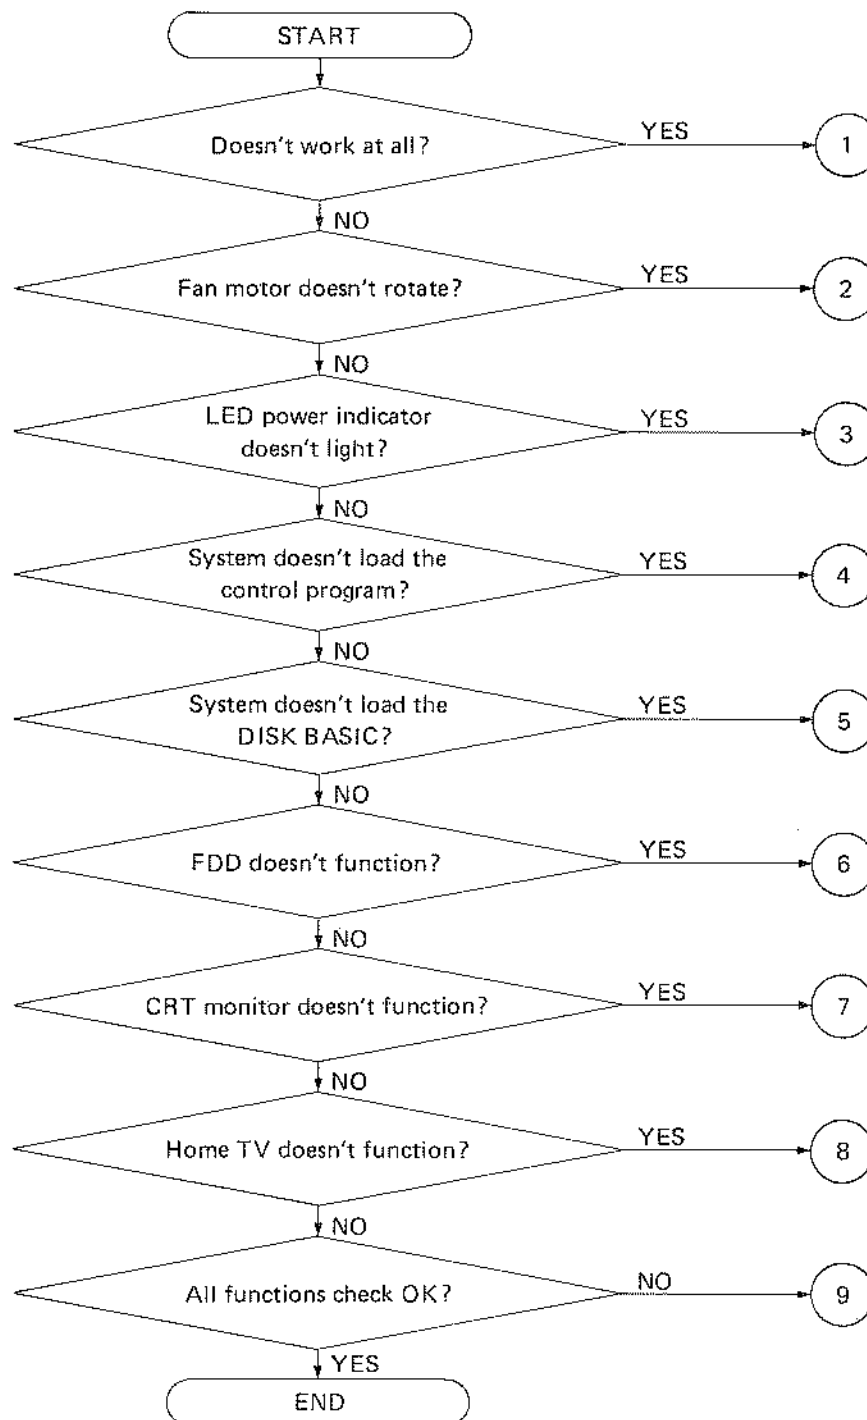 START
Doesn't work at all?
YES
1
NO
Fan motor doesn't rotate?
YES
2
NO
LED power indicator
doesn't light?
YES
3
NO
System doesn't load the
control program?
YES
4
NO
System doesn't load the
DISK BASIC?
YES
5
NO
FDD doesn't function?
YES
6
NO
CRT monitor doesn't function?
YES
7
NO
Home TV doesn't function?
YES
8
NO
All functions check OK?
NO
9
YES
END